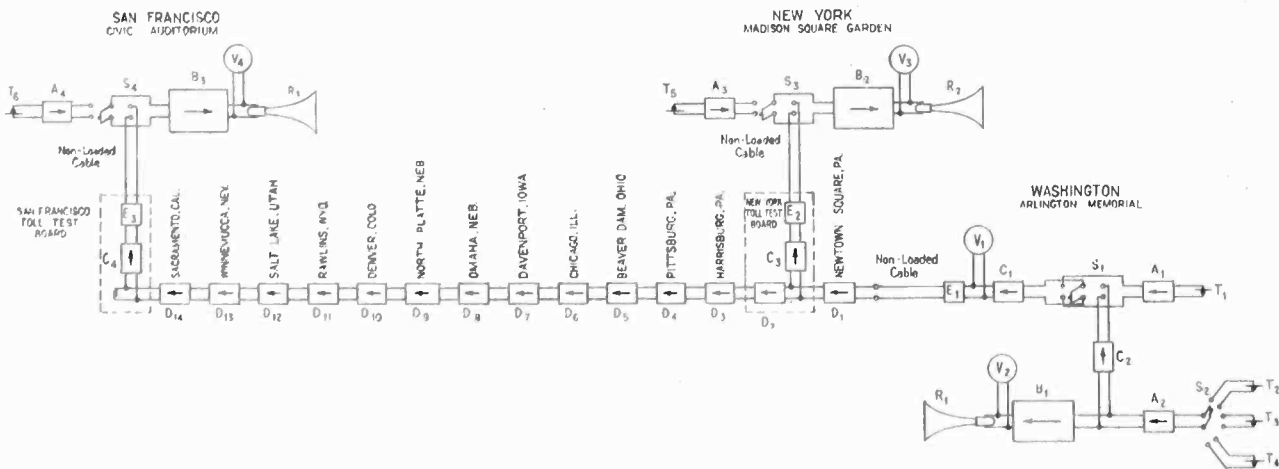 SAN FRANCISCO
CIVIC AUDITORIUM
NEW YORK
MADISON SQUARE GARDEN
V4
V3
T6
A4
S4
B3
R3
T5
A3
S3
B2
R2
Non-Loaded
Cable
Non-Loaded
Cable
SAN FRANCISCO
TOLL TEST
BOARD
E3
C4
SACRAMENTO, CAL.
WINNEMUCCA, NEV.
SALT LAKE, UTAH
RAWLINS, WYO.
DENVER, COLO
NORTH PLATTE, NEB
OMAHA, NEB.
DAVENPORT, IOWA
CHICAGO, ILL.
BEAVER DAM, OHIO
PITTSBURG, PA.
HARRISBURG, PA.
NEW YORK
TOLL TEST
BOARD
E2
C3
NEWTOWN SQUARE, PA.
WASHINGTON
ARLINGTON MEMORIAL
Non-Loaded
Cable
V1
E1
C1
S1
A1
T1
D14
D13
D12
D11
D10
D9
D8
D7
D6
D5
D4
D3
D2
D1
C2
V2
R1
B1
A2
S2
T2
T3
T4